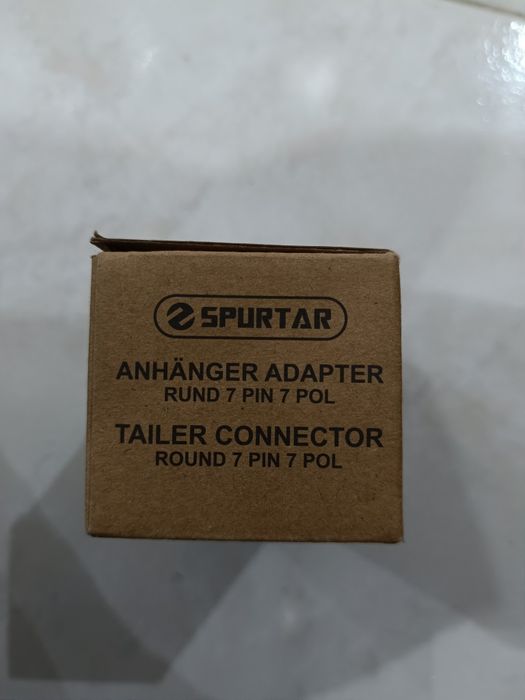 SPURTAR
ANHÄNGER ADAPTER
RUND 7 PIN 7 POL
TAILER CONNECTOR
ROUND 7 PIN 7 POL